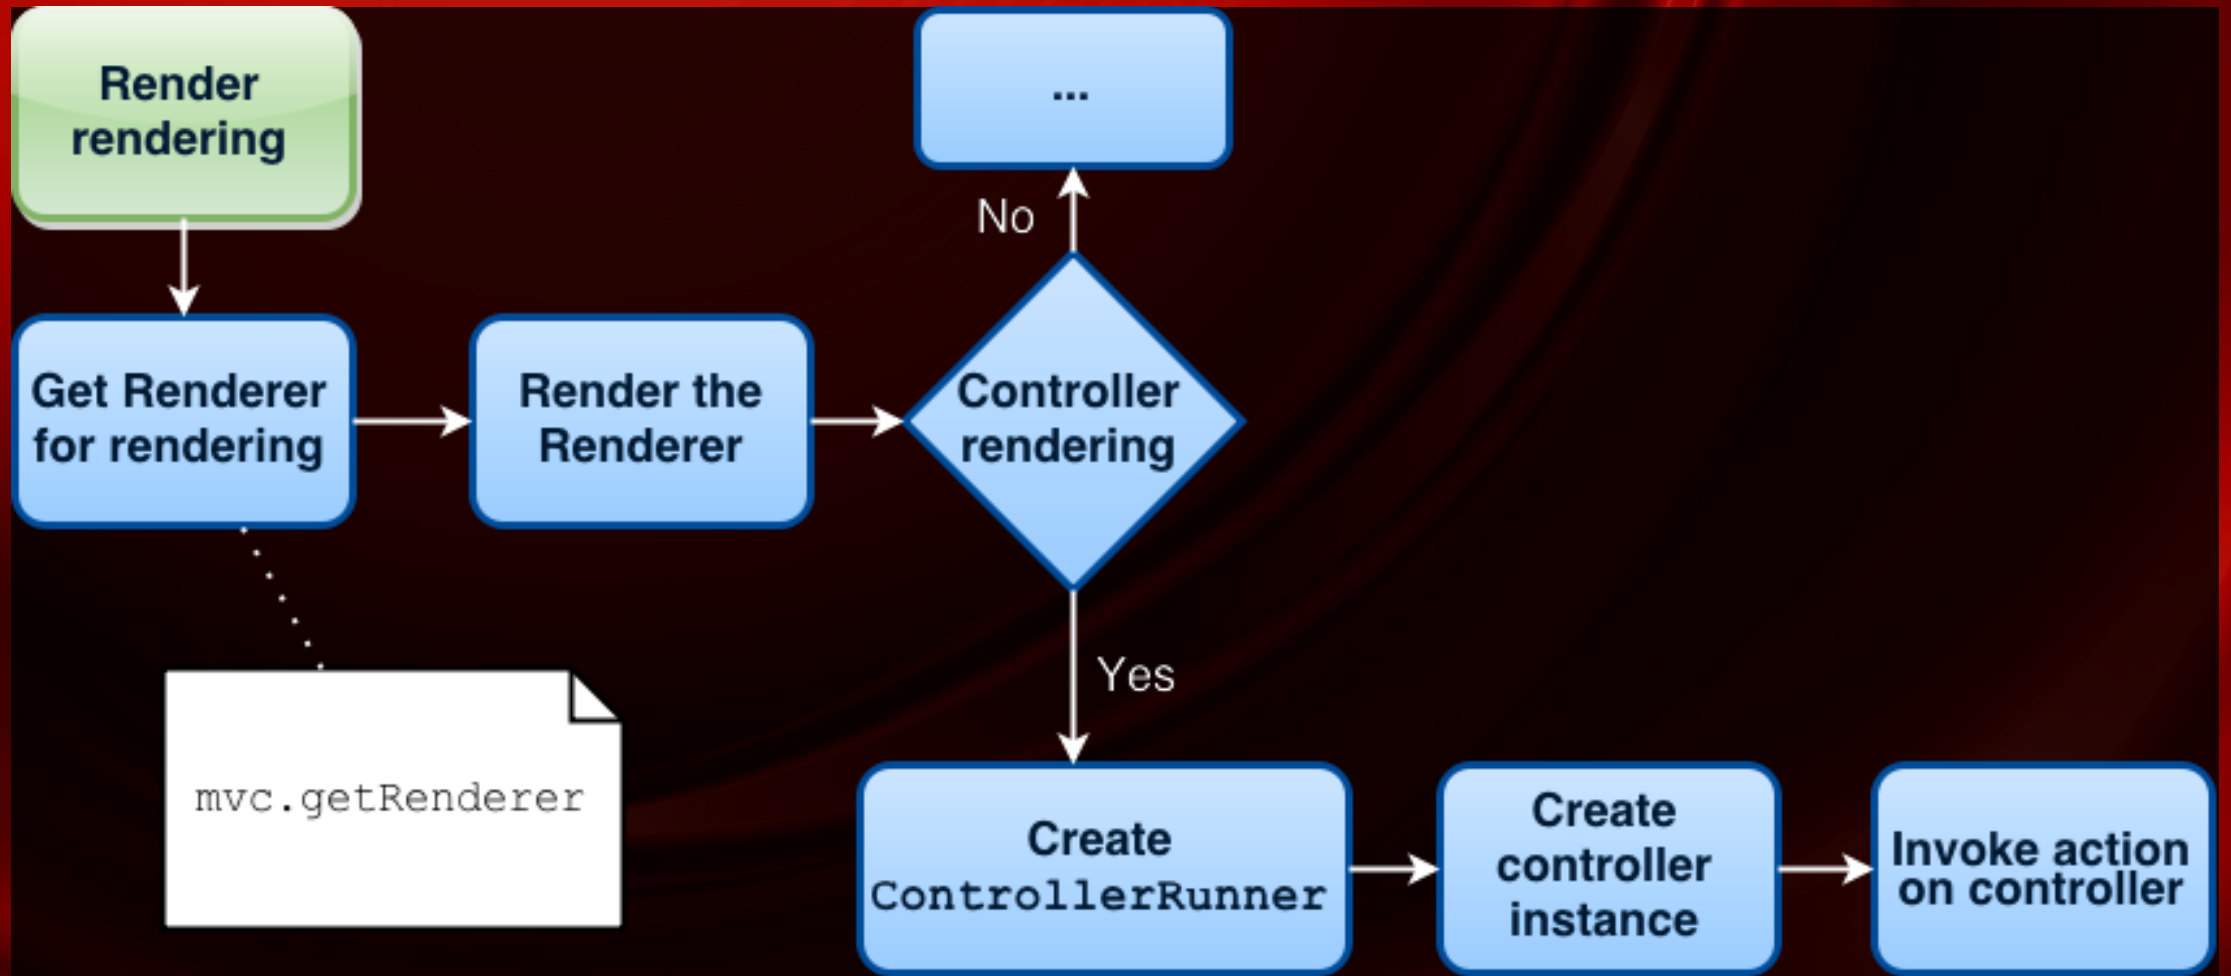 Render
rendering
...
No
Get Renderer
for rendering
Render the
Renderer
Controller
rendering
Yes
mvc.getRenderer
Create
ControllerRunner
Create
controller
instance
Invoke action
on controller